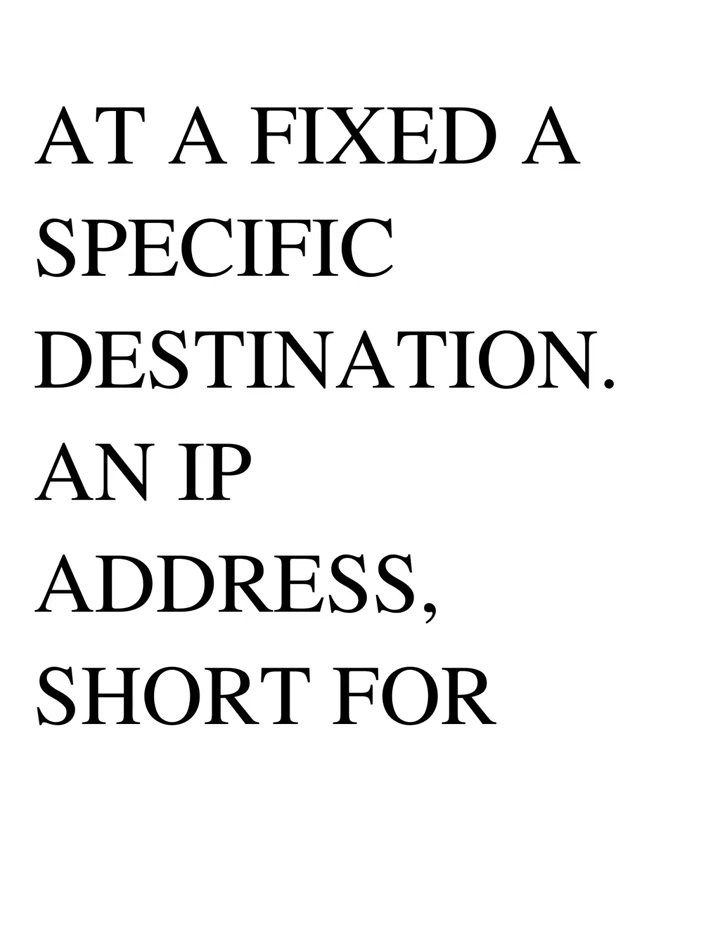 AT A FIXED A
SPECIFIC
DESTINATION.
AN IP
ADDRESS,
SHORT FOR